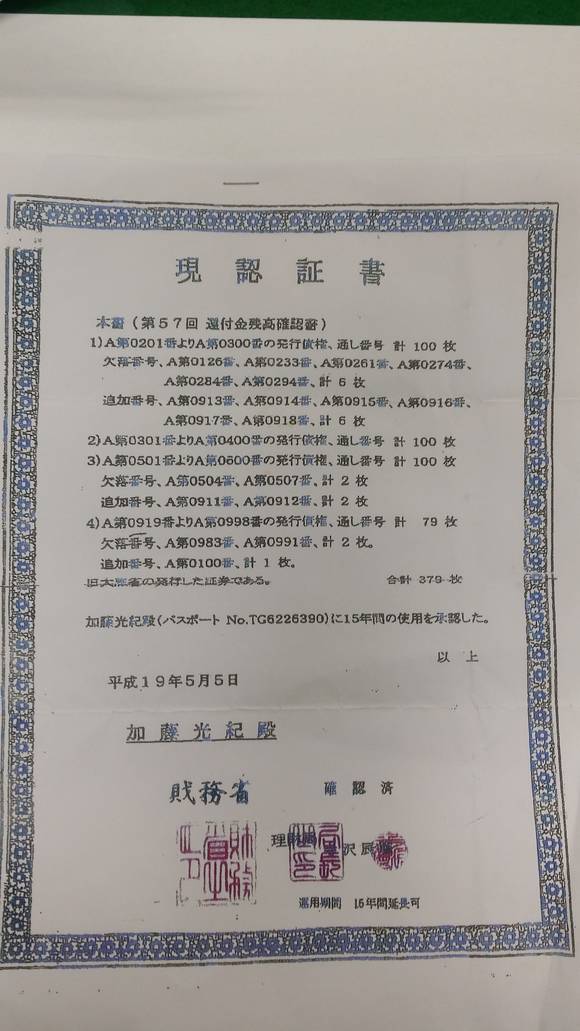 現認証書
本書(第57回 還付金残高確認書)
1)A第0201番よりA第0300番の発行債権、通し番号 計 100 枚
欠落番号、A第0126番、A第0233番、A第0261番、A第0274番、
A第0284番、A第0294番、計 6 枚
追加番号、A第0913番、A第0914番、A第0915番、A第0916番、
A第0917番、A第0918番、計 6 枚
2)A第0301番よりA第0400番の発行債権、通し番号 計 100 枚
3)A第0501番よりA第0600番の発行債権、通し番号 計 100 枚
欠落番号、A第0504番、A第0507番、計 2 枚
追加番号、A第0911番、A第0912番、計 2 枚
4)A第0919番よりA第0998番の発行債権、通し番号 計 79 枚
欠落番号、A第0983番、A第0991番、計 2 枚。
追加番号、A第0100番、計 1 枚。
旧大蔵省の発行した証券である。 合計 379 枚
加藤光紀殿(パスポート No.TG6226390)に15年間の使用を承認した。
以上
平成19年5月5日
加藤光紀殿
財務省 確認済
理財局 沢辰
運用期間 15年間延長可